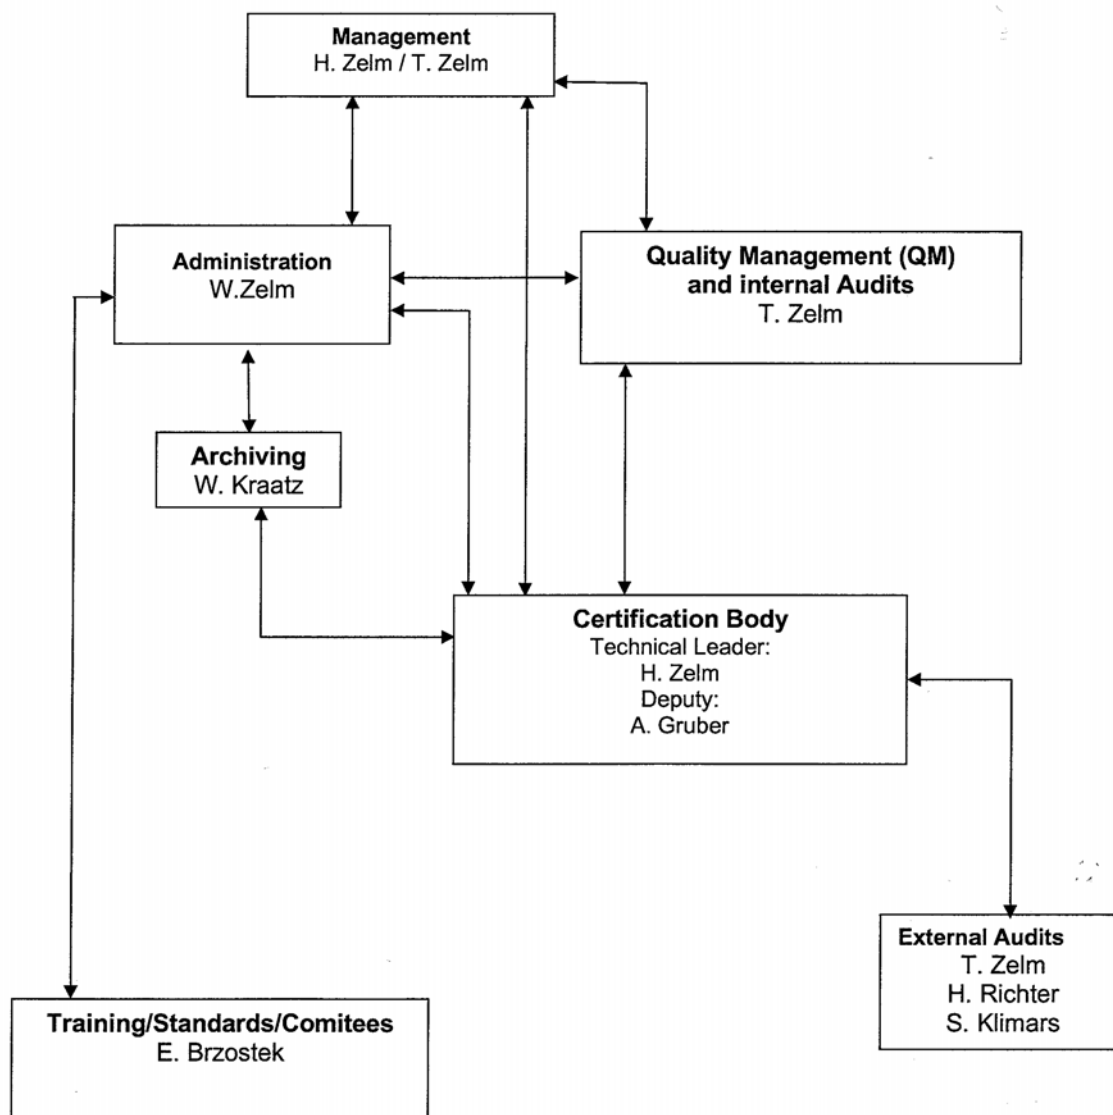 Management
H. Zelm / T. Zelm
Administration
W.Zelm
Quality Management (QM)
and internal Audits
T. Zelm
Archiving
W. Kraatz
Certification Body
Technical Leader:
H. Zelm
Deputy:
A. Gruber
External Audits
T. Zelm
H. Richter
S. Klimars
Training/Standards/Comitees
E. Brzostek